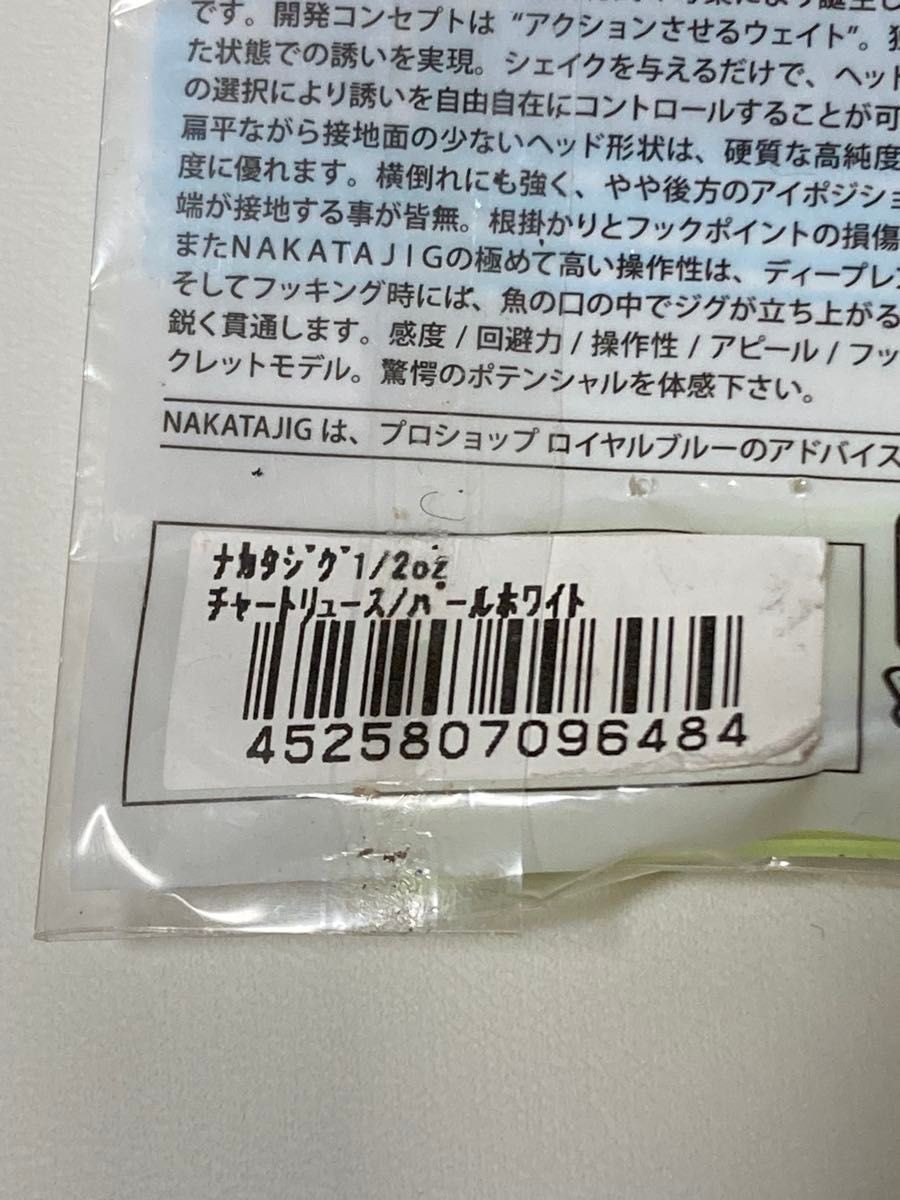 です。開発コンセプトは“アクションさせるウェイト”。
た状態での誘いを実現。シェイクを与えるだけで、ヘッド
の選択により誘いを自由自在にコントロールすることが可
扁平ながら接地面の少ないヘッド形状は、硬質な高純度
度に優れます。横倒れにも強く、やや後方のアイポジショ
端が接地する事が皆無。根掛かりとフックポイントの損傷
またNAKATAJIGの極めて高い操作性は、ディープレン
そしてフッキング時には、魚の口の中でジグが立ち上がる
鋭く貫通します。感度 / 回避力 / 操作性 / アピール / フッ
クレットモデル。驚愕のポテンシャルを体感下さい。
NAKATAJIG は、プロショップ ロイヤルブルーのアドバイス
ﾅｶﾀｼﾞｸﾞ1/2oz
ﾁｬｰﾄﾘｭｰｽ/ﾊﾟｰﾙﾎﾜｲﾄ
4525807096484